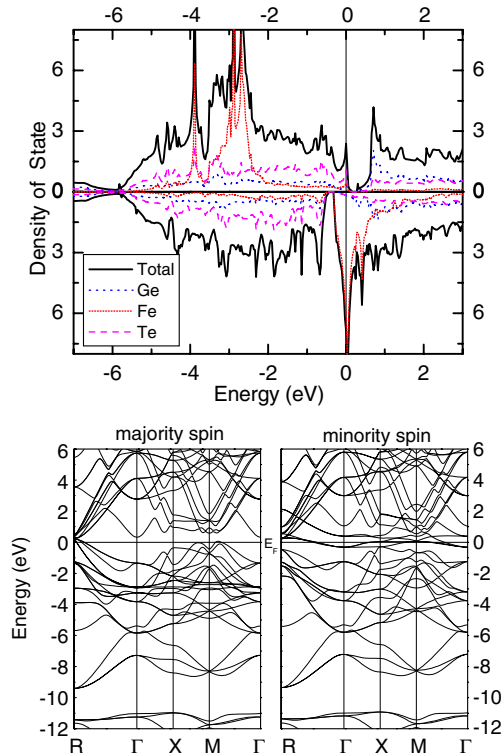 -6 -4 -2 0 2
6 6
3 3
0 0
3 3
6 6
Density of State
Total
Ge
Fe
Te
-6 -4 -2 0 2
Energy (eV)
majority spin minority spin
6 6
4 4
2 2
0 E_F 0
-2 -2
-4 -4
-6 -6
-8 -8
-10 -10
-12 -12
Energy (eV)
R Γ X M Γ R Γ X M Γ